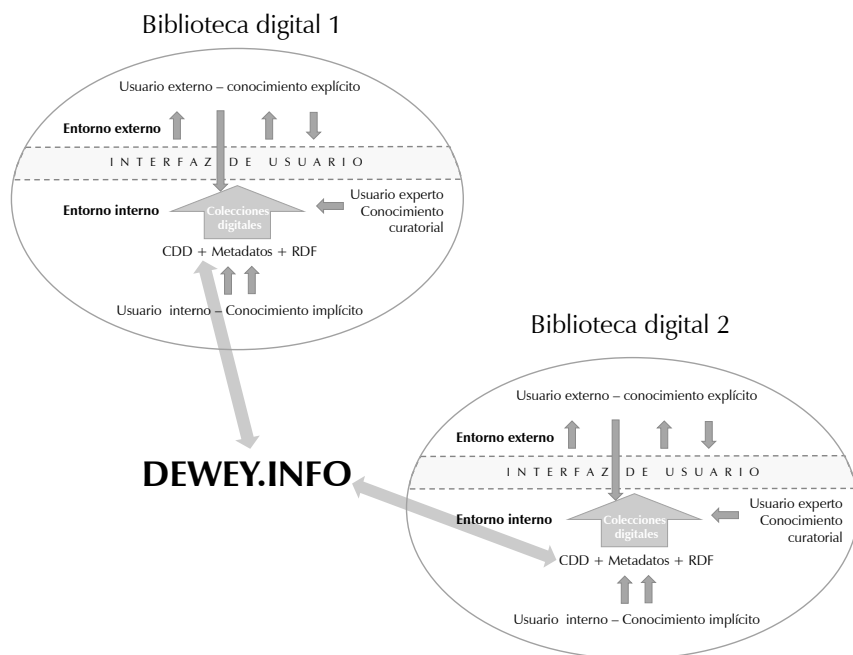 Biblioteca digital 1
Usuario externo – conocimiento explícito
Entorno externo
INTERFAZ DE USUARIO
Entorno interno
Colecciones
digitales
Usuario experto
Conocimiento
curatorial
CDD + Metadatos + RDF
Usuario interno – Conocimiento implícito
DEWEY.INFO
Biblioteca digital 2
Usuario externo – conocimiento explícito
Entorno externo
INTERFAZ DE USUARIO
Entorno interno
Colecciones
digitales
Usuario experto
Conocimiento
curatorial
CDD + Metadatos + RDF
Usuario interno – Conocimiento implícito